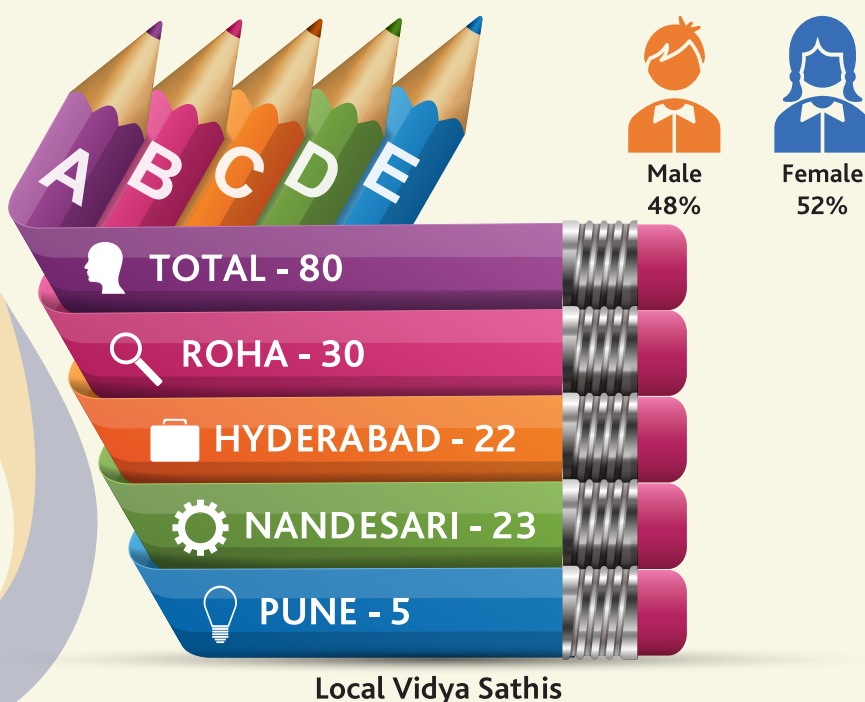 A B C D E
Male Female
48% 52%
TOTAL - 80
ROHA - 30
HYDERABAD - 22
NANDESARI - 23
PUNE - 5
Local Vidya Sathis